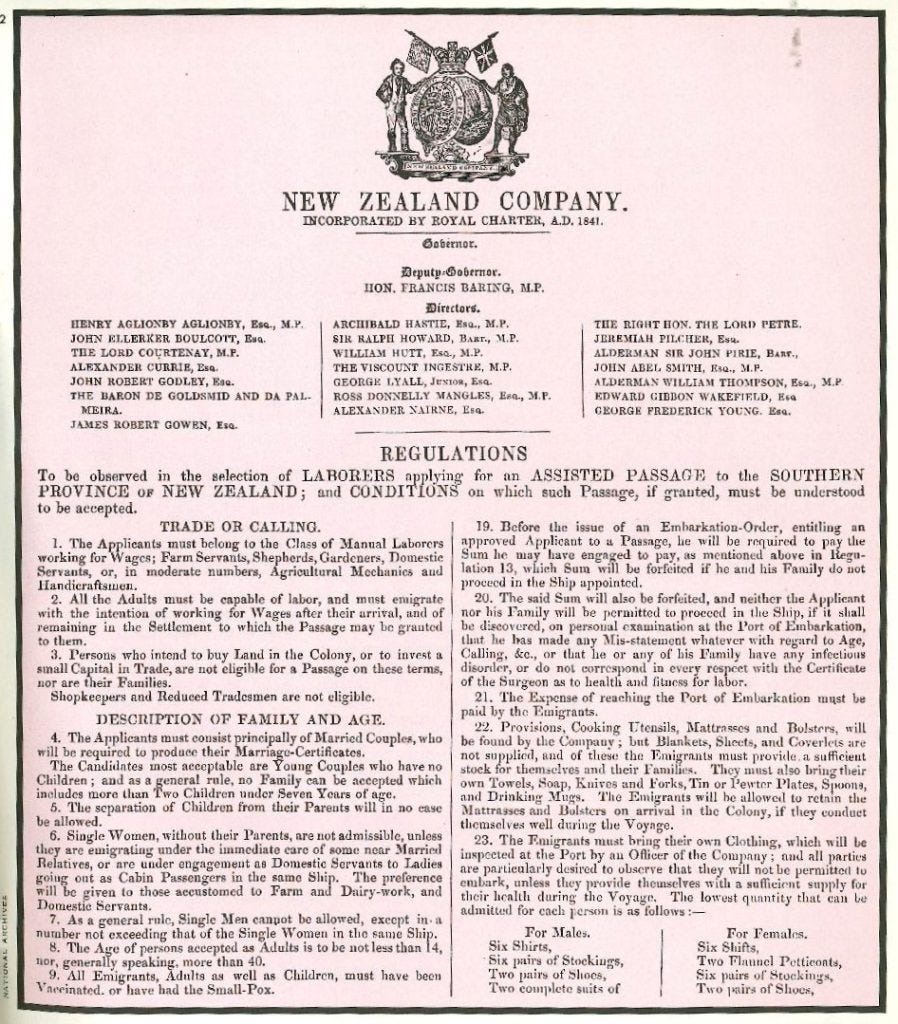 2
NEW ZEALAND COMPANY
NEW ZEALAND COMPANY.
INCORPORATED BY ROYAL CHARTER, A.D. 1841.
Governor.
Deputy-Governor.
HON. FRANCIS BARING, M.P.
Directors.
HENRY AGLIONBY AGLIONBY, Esq., M.P.
JOHN ELLERKER BOULCOTT, Esq.
THE LORD COURTENAY, M.P.
ALEXANDER CURRIE, Esq.
JOHN ROBERT GODLEY, Esq.
THE BARON DE GOLDSMID AND DA PAL-
MEIRA.
JAMES ROBERT GOWEN, Esq.
ARCHIBALD HASTIE, Esq., M.P.
SIR RALPH HOWARD, Bart., M.P.
WILLIAM HUTT, Esq., M.P.
THE VISCOUNT INGESTRE, M.P.
GEORGE LYALL, Junior, Esq.
ROSS DONNELLY MANGLES, Esq., M.P.
ALEXANDER NAIRNE, Esq.
THE RIGHT HON. THE LORD PETRE.
JEREMIAH PILCHER, Esq.
ALDERMAN SIR JOHN PIRIE, Bart.,
JOHN ABEL SMITH, Esq., M.P.
ALDERMAN WILLIAM THOMPSON, Esq., M.P.
EDWARD GIBBON WAKEFIELD, Esq
GEORGE FREDERICK YOUNG. Esq.
REGULATIONS
To be observed in the selection of LABORERS applying for an ASSISTED PASSAGE to the SOUTHERN
PROVINCE OF NEW ZEALAND; and CONDITIONS on which such Passage, if granted, must be understood
to be accepted.
TRADE OR CALLING.
1. The Applicants must belong to the Class of Manual Laborers
working for Wages; Farm Servants, Shepherds, Gardeners, Domestic
Servants, or, in moderate numbers, Agricultural Mechanics and
Handicraftsmen.
2. All the Adults must be capable of labor, and must emigrate
with the intention of working for Wages after their arrival, and of
remaining in the Settlement to which the Passage may be granted
to them.
3. Persons who intend to buy Land in the Colony, or to invest a
small Capital in Trade, are not eligible for a Passage on these terms,
nor are their Families.
Shopkeepers and Reduced Tradesmen are not eligible.
DESCRIPTION OF FAMILY AND AGE.
4. The Applicants must consist principally of Married Couples, who
will be required to produce their Marriage-Certificates.
The Candidates most acceptable are Young Couples who have no
Children; and as a general rule, no Family can be accepted which
includes more than Two Children under Seven Years of age.
5. The separation of Children from their Parents will in no case
be allowed.
6. Single Women, without their Parents, are not admissible, unless
they are emigrating under the immediate care of some near Married
Relatives, or are under engagement as Domestic Servants to Ladies
going out as Cabin Passengers in the same Ship. The preference
will be given to those accustomed to Farm and Dairy-work, and
Domestic Servants.
7. As a general rule, Single Men cannot be allowed, except in a
number not exceeding that of the Single Women in the same Ship.
8. The Age of persons accepted as Adults is to be not less than 14,
nor, generally speaking, more than 40.
9. All Emigrants, Adults as well as Children, must have been
Vaccinated. or have had the Small-Pox.
19. Before the issue of an Embarkation-Order, entitling an
approved Applicant to a Passage, he will be required to pay the
Sum he may have engaged to pay, as mentioned above in Regu-
lation 13, which Sum will be forfeited if he and his Family do not
proceed in the Ship appointed.
20. The said Sum will also be forfeited, and neither the Applicant
nor his Family will be permitted to proceed in the Ship, if it shall
be discovered, on personal examination at the Port of Embarkation,
that he has made any Mis-statement whatever with regard to Age,
Calling, &c., or that he or any of his Family have any infectious
disorder, or do not correspond in every respect with the Certificate
of the Surgeon as to health and fitness for labor.
21. The Expense of reaching the Port of Embarkation must be
paid by the Emigrants.
22. Provisions, Cooking Utensils, Mattrasses and Bolsters, will
be found by the Company; but Blankets, Sheets, and Coverlets are
not supplied, and of these the Emigrants must provide a sufficient
stock for themselves and their Families. They must also bring their
own Towels, Soap, Knives and Forks, Tin or Pewter Plates, Spoons,
and Drinking Mugs. The Emigrants will be allowed to retain the
Mattrasses and Bolsters on arrival in the Colony, if they conduct
themselves well during the Voyage.
23. The Emigrants must bring their own Clothing, which will be
inspected at the Port by an Officer of the Company; and all parties
are particularly desired to observe that they will not be permitted to
embark, unless they provide themselves with a sufficient supply for
their health during the Voyage. The lowest quantity that can be
admitted for each person is as follows:—
For Males.
Six Shirts,
Six pairs of Stockings,
Two pairs of Shoes,
Two complete suits of
For Females.
Six Shifts,
Two Flannel Petticoats,
Six pairs of Stockings,
Two pairs of Shoes,
NATIONAL ARCHIVES